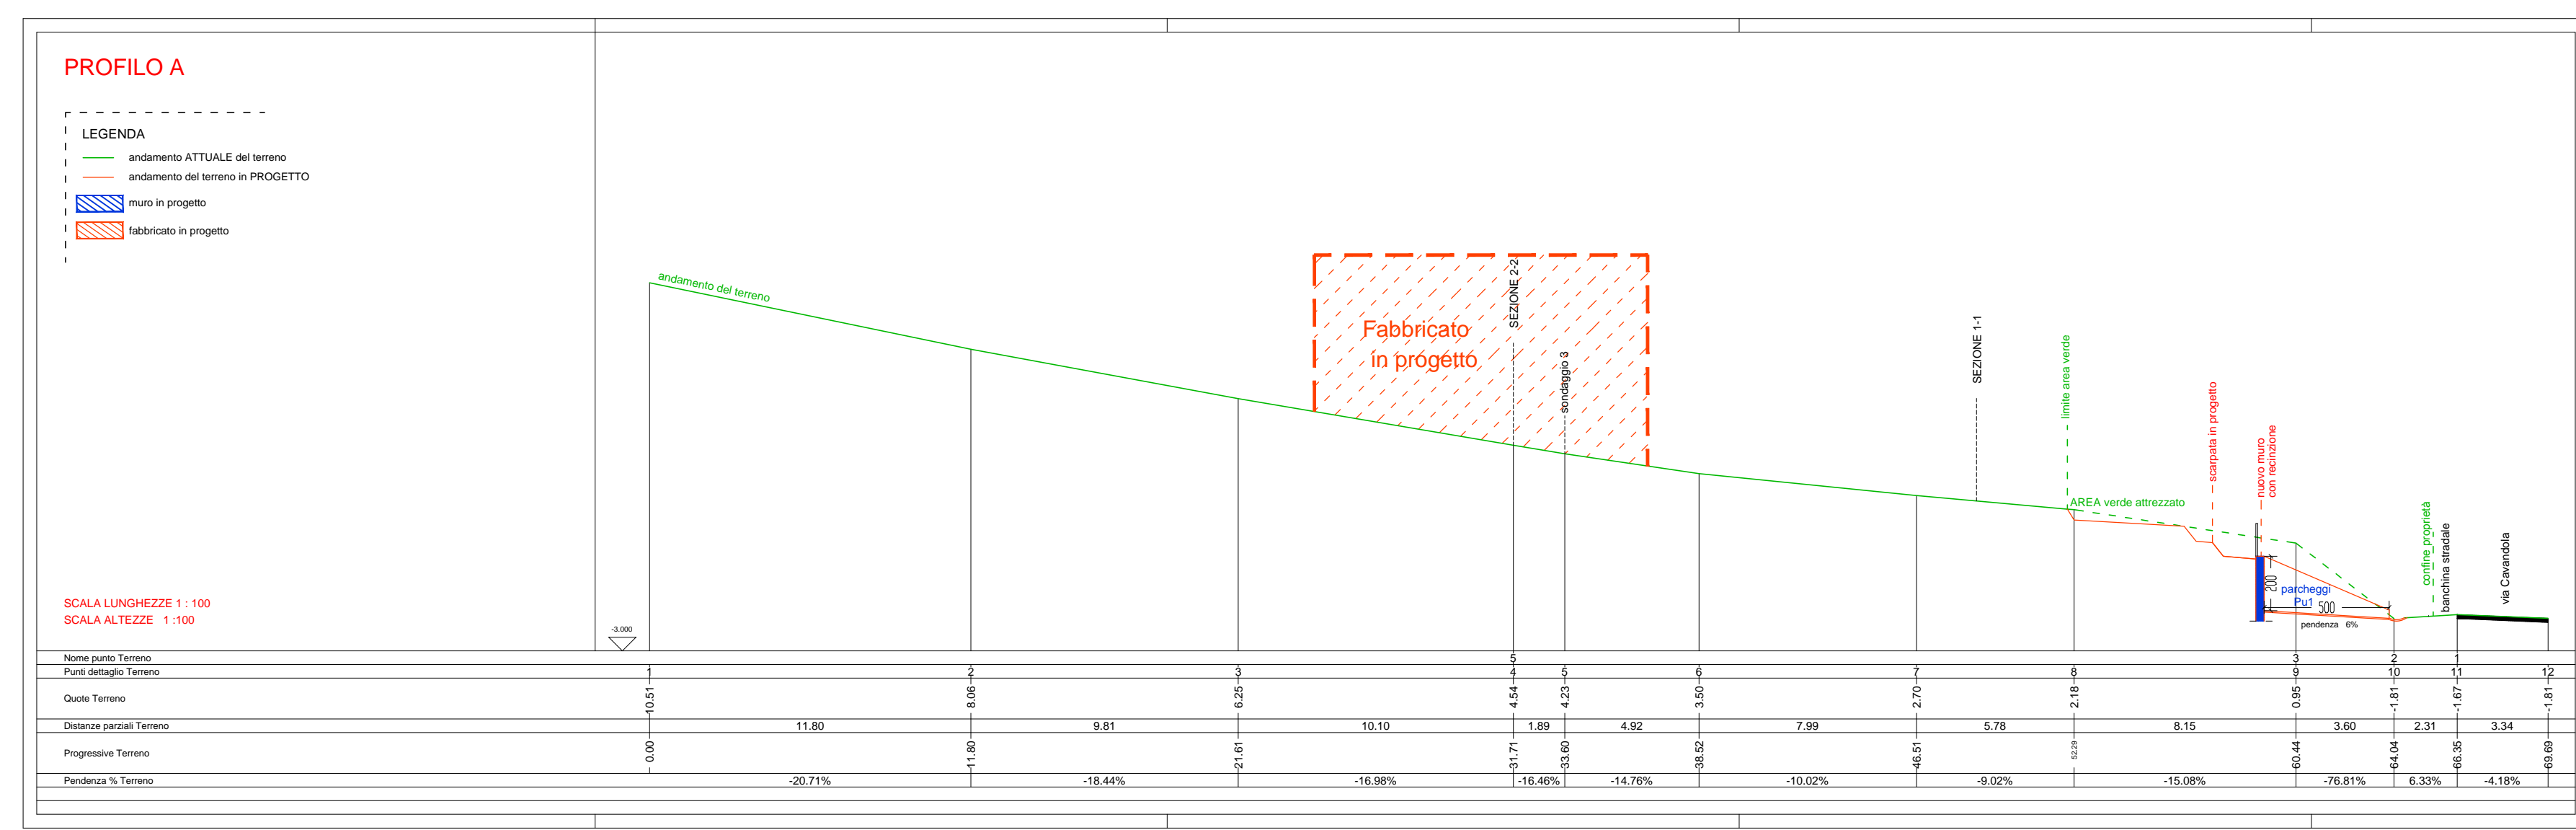 PROFILO A
LEGENDA
andamento ATTUALE del terreno
andamento del terreno in PROGETTO
muro in progetto
fabbricato in progetto
andamento del terreno
Fabbricato
in progetto
SEZIONE 2-2
sondaggio 3
SEZIONE 1-1
limite area verde
AREA verde attrezzato
scarpata in progetto
nuovo muro
con recinzione
200
parcheggi
Pu1
500
pendenza 6%
confine proprietà
banchina stradale
via Cavandola
SCALA LUNGHEZZE 1 : 100
SCALA ALTEZZE 1 :100
-3.000
Nome punto Terreno 5 3 2 1
Punti dettaglio Terreno 1 2 3 4 5 6 7 8 9 10 11 12
Quote Terreno 10.51 8.06 6.25 4.54 4.23 3.50 2.70 2.18 0.95 -1.81 -1.67 -1.81
Distanze parziali Terreno 11.80 9.81 10.10 1.89 4.92 7.99 5.78 8.15 3.60 2.31 3.34
Progressive Terreno 0.00 11.80 21.61 31.71 33.60 38.52 46.51 52.29 60.44 64.04 66.35 69.69
Pendenza % Terreno -20.71% -18.44% -16.98% -16.46% -14.76% -10.02% -9.02% -15.08% -76.81% 6.33% -4.18%